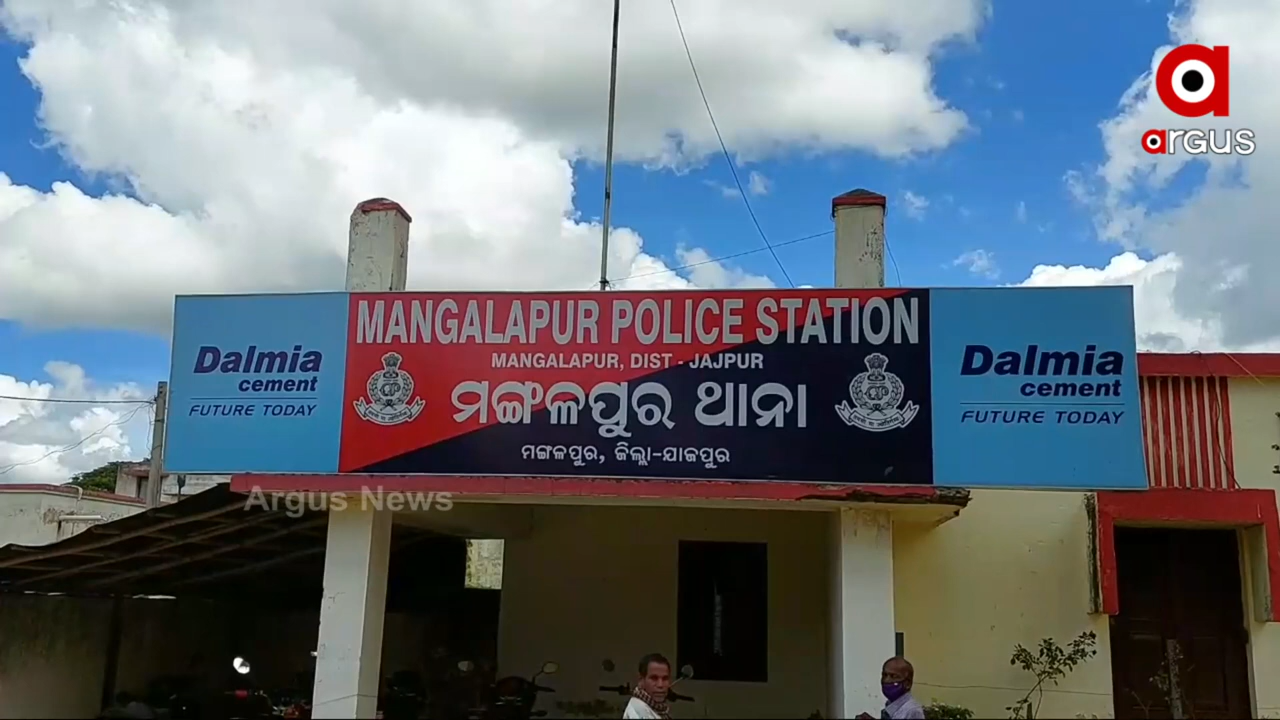 a
argus
MANGALAPUR POLICE STATION
MANGALAPUR, DIST - JAJPUR
ମଙ୍ଗଳପୁର ଥାନା
ମଙ୍ଗଳପୁର, ଜିଲ୍ଲା-ଯାଜପୁର
Dalmia
cement
FUTURE TODAY
Dalmia
cement
FUTURE TODAY
Argus News